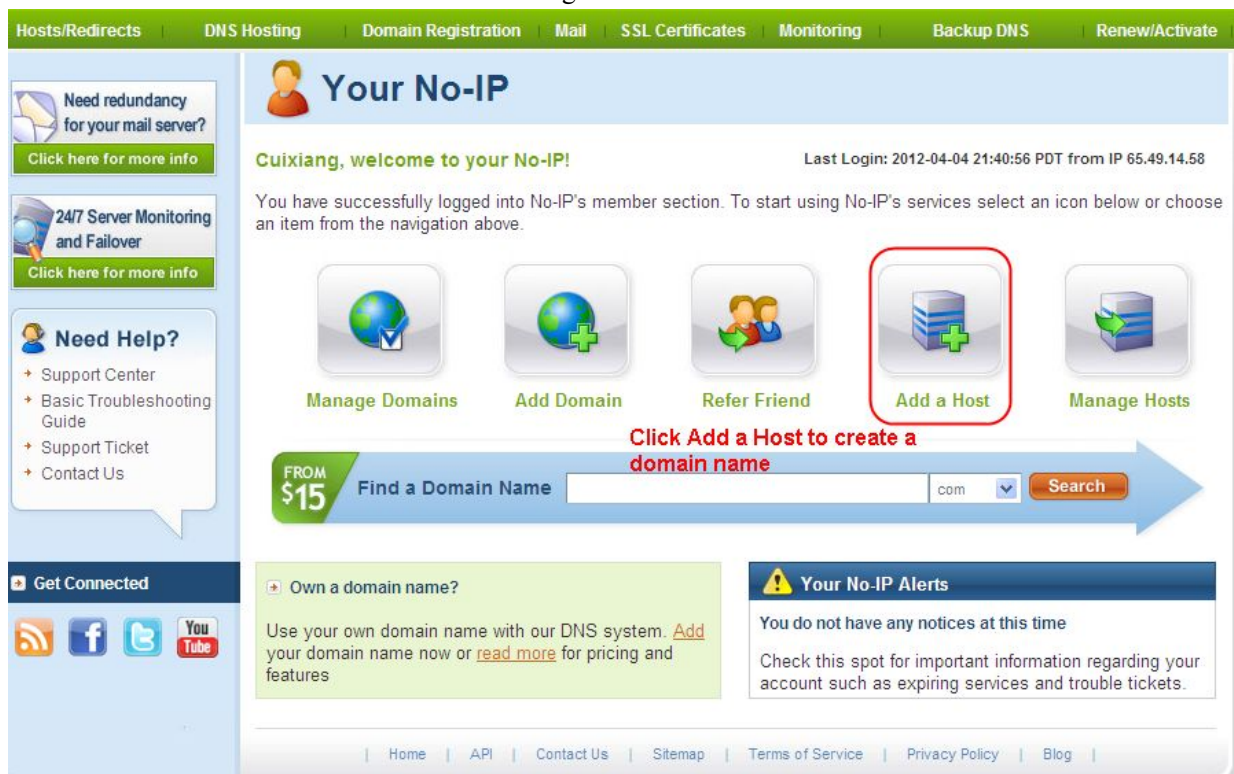 Hosts/Redirects DNS Hosting Domain Registration Mail SSL Certificates Monitoring Backup DNS Renew/Activate
Need redundancy
for your mail server?
Click here for more info
24/7 Server Monitoring
and Failover
Click here for more info
Need Help?
Support Center
Basic Troubleshooting
Guide
Support Ticket
Contact Us
Get Connected
You
Tube
Your No-IP
Cuixiang, welcome to your No-IP!
Last Login: 2012-04-04 21:40:56 PDT from IP 65.49.14.58
You have successfully logged into No-IP's member section. To start using No-IP's services select an icon below or choose
an item from the navigation above.
Manage Domains Add Domain Refer Friend Add a Host Manage Hosts
Click Add a Host to create a
domain name
FROM
$15
Find a Domain Name com Search
Own a domain name?
Use your own domain name with our DNS system. Add
your domain name now or read more for pricing and
features
Your No-IP Alerts
You do not have any notices at this time
Check this spot for important information regarding your
account such as expiring services and trouble tickets.
| Home | API | Contact Us | Sitemap | Terms of Service | Privacy Policy | Blog |